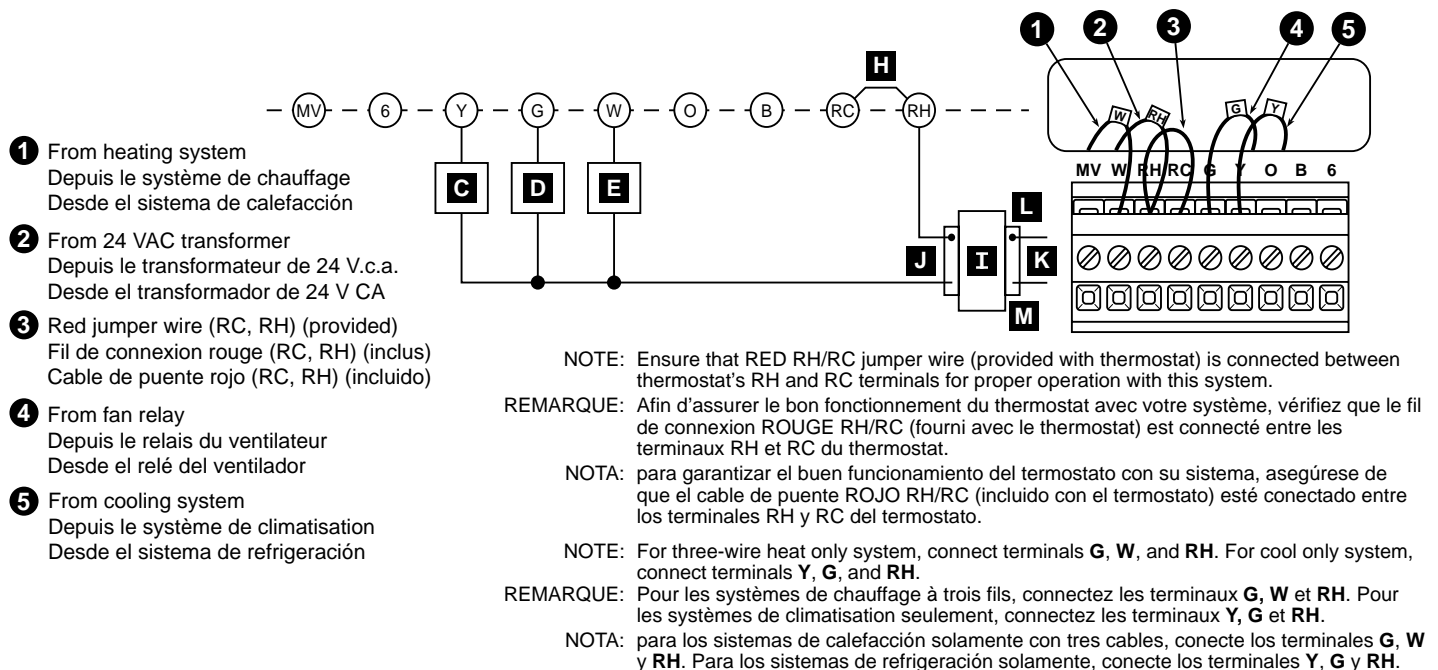 1 2 3 4 5
H
MV 6 Y G W O B RC RH
W RH G Y
MV W RH RC G Y O B 6
C D E
L
J I K
M
1 From heating system
Depuis le système de chauffage
Desde el sistema de calefacción
2 From 24 VAC transformer
Depuis le transformateur de 24 V.c.a.
Desde el transformador de 24 V CA
3 Red jumper wire (RC, RH) (provided)
Fil de connexion rouge (RC, RH) (inclus)
Cable de puente rojo (RC, RH) (incluido)
4 From fan relay
Depuis le relais du ventilateur
Desde el relé del ventilador
5 From cooling system
Depuis le système de climatisation
Desde el sistema de refrigeración
NOTE: Ensure that RED RH/RC jumper wire (provided with thermostat) is connected between
thermostat's RH and RC terminals for proper operation with this system.
REMARQUE: Afin d'assurer le bon fonctionnement du thermostat avec votre système, vérifiez que le fil
de connexion ROUGE RH/RC (fourni avec le thermostat) est connecté entre les
terminaux RH et RC du thermostat.
NOTA: para garantizar el buen funcionamiento del termostato con su sistema, asegúrese de
que el cable de puente ROJO RH/RC (incluido con el termostato) esté conectado entre
los terminales RH y RC del termostato.
NOTE: For three-wire heat only system, connect terminals G, W, and RH. For cool only system,
connect terminals Y, G, and RH.
REMARQUE: Pour les systèmes de chauffage à trois fils, connectez les terminaux G, W et RH. Pour
les systèmes de climatisation seulement, connectez les terminaux Y, G et RH.
NOTA: para los sistemas de calefacción solamente con tres cables, conecte los terminales G, W
y RH. Para los sistemas de refrigeración solamente, conecte los terminales Y, G y RH.